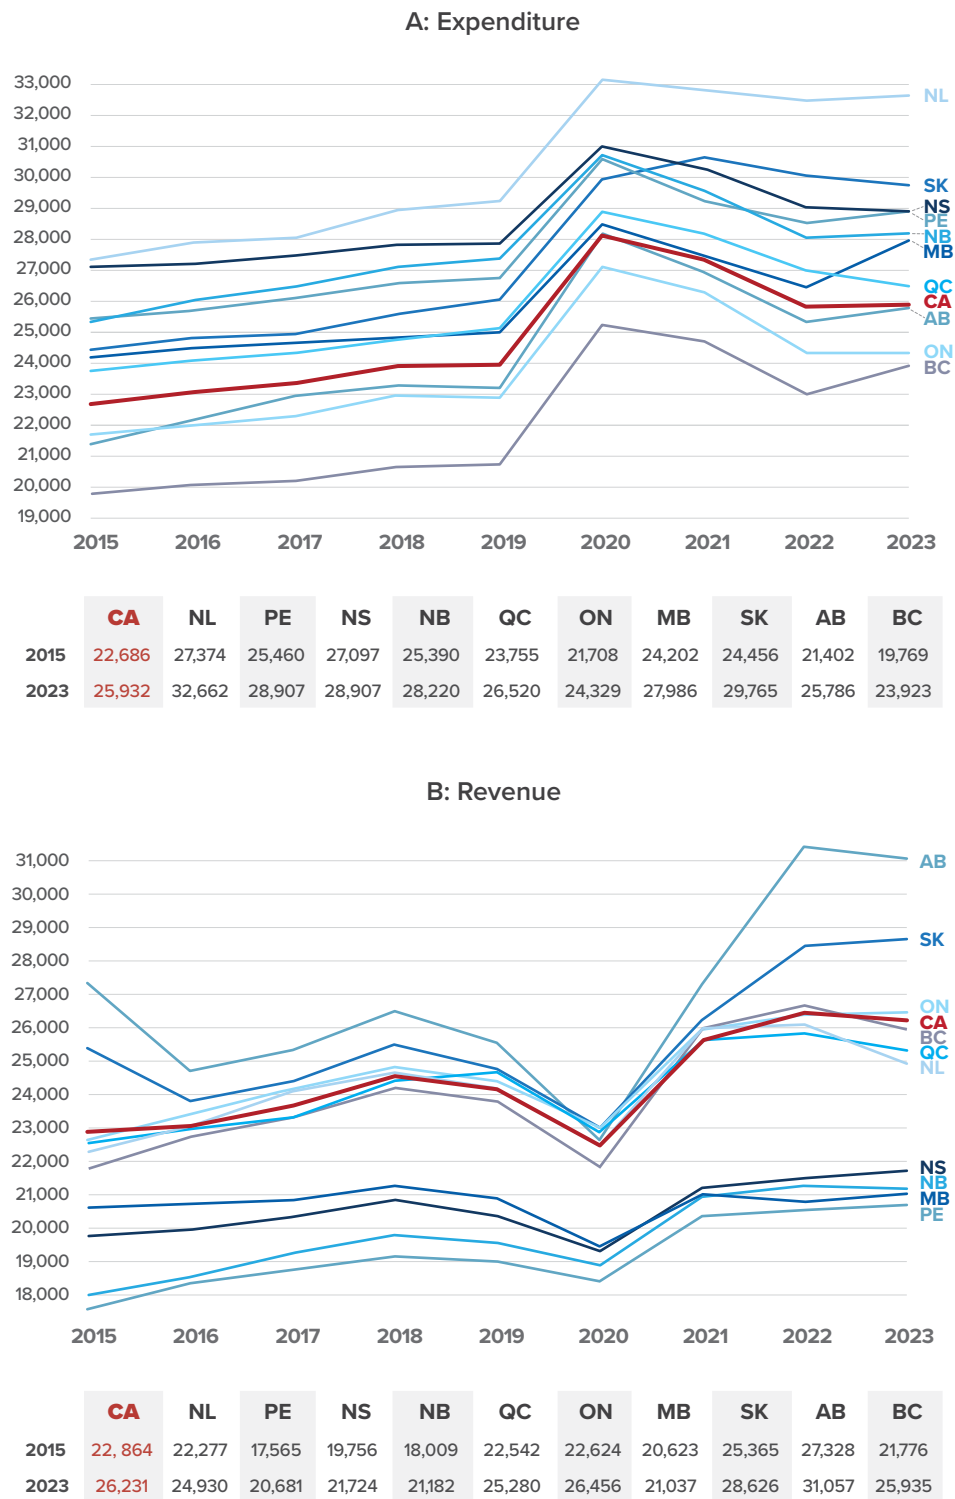 A: Expenditure
33,000
32,000
31,000
30,000
29,000
28,000
27,000
26,000
25,000
24,000
23,000
22,000
21,000
20,000
19,000
NL
SK
NS
PE
NB
MB
QC
CA
AB
ON
BC
2015 2016 2017 2018 2019 2020 2021 2022 2023
CA NL PE NS NB QC ON MB SK AB BC
2015 22,686 27,374 25,460 27,097 25,390 23,755 21,708 24,202 24,456 21,402 19,769
2023 25,932 32,662 28,907 28,907 28,220 26,520 24,329 27,986 29,765 25,786 23,923
B: Revenue
31,000
30,000
29,000
28,000
27,000
26,000
25,000
24,000
23,000
22,000
21,000
20,000
19,000
18,000
AB
SK
ON
CA
BC
QC
NL
NS
NB
MB
PE
2015 2016 2017 2018 2019 2020 2021 2022 2023
CA NL PE NS NB QC ON MB SK AB BC
2015 22, 864 22,277 17,565 19,756 18,009 22,542 22,624 20,623 25,365 27,328 21,776
2023 26,231 24,930 20,681 21,724 21,182 25,280 26,456 21,037 28,626 31,057 25,935